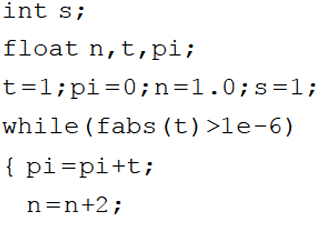 int s;
float n,t,pi;
t=1;pi=0;n=1.0;s=1;
while(fabs(t)>1e-6)
{ pi=pi+t;
n=n+2;